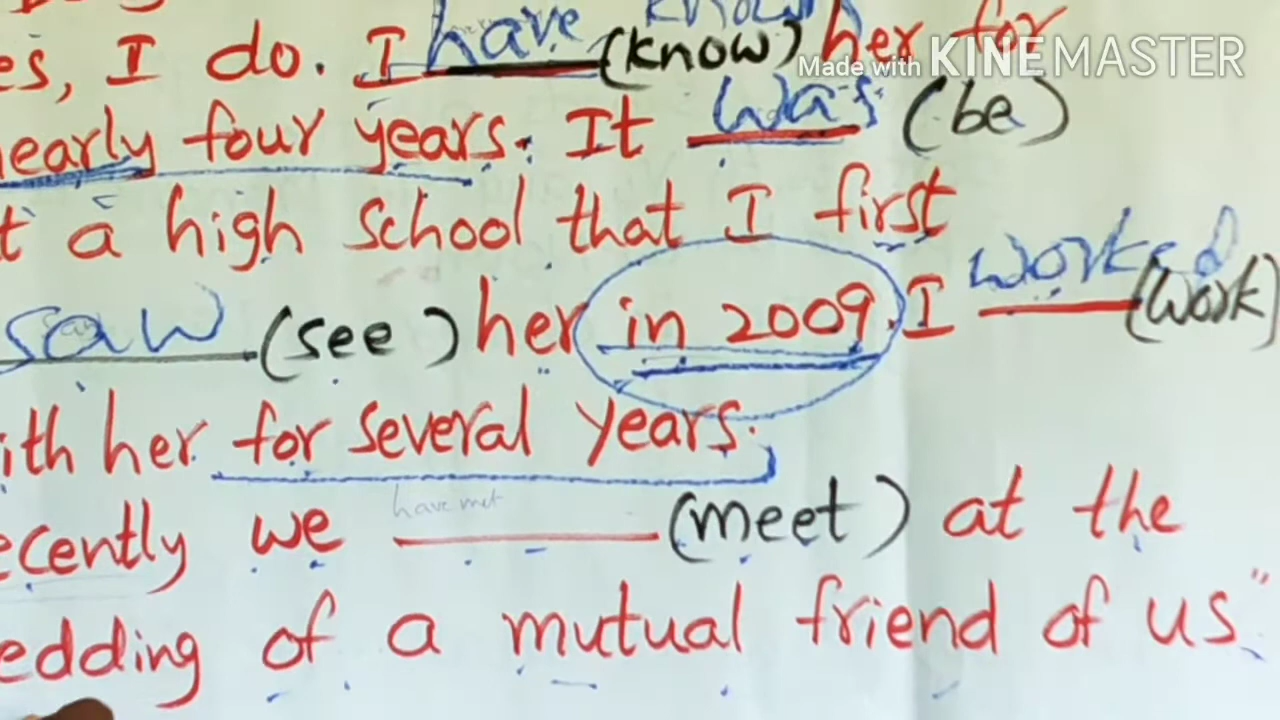 es, I do. I have known (know) her for
Made with KINEMASTER
nearly four years. It was (be)
t a high school that I first
saw (see) her in 2009. I worked (work)
ith her for several years.
ecently we have met (meet) at the
edding of a mutual friend of us"